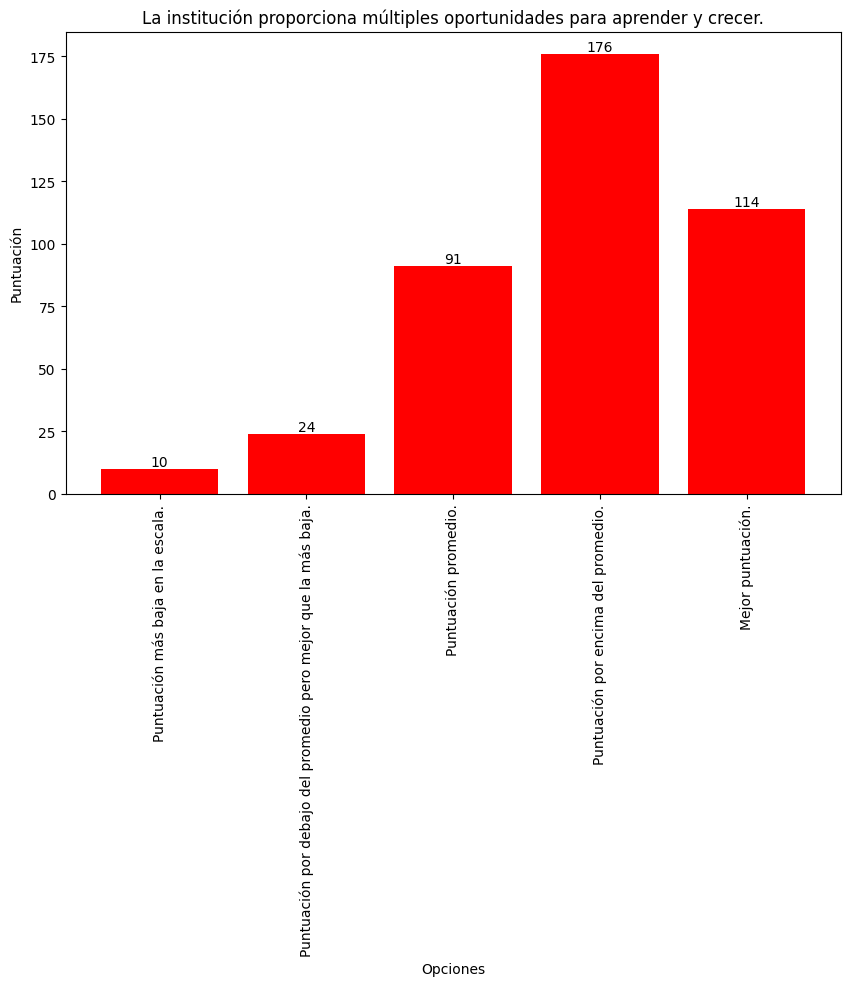 La institución proporciona múltiples oportunidades para aprender y crecer.
Puntuación
175
150
125
100
75
50
25
0
10
24
91
176
114
Puntuación más baja en la escala.
Puntuación por debajo del promedio pero mejor que la más baja.
Puntuación promedio.
Puntuación por encima del promedio.
Mejor puntuación.
Opciones